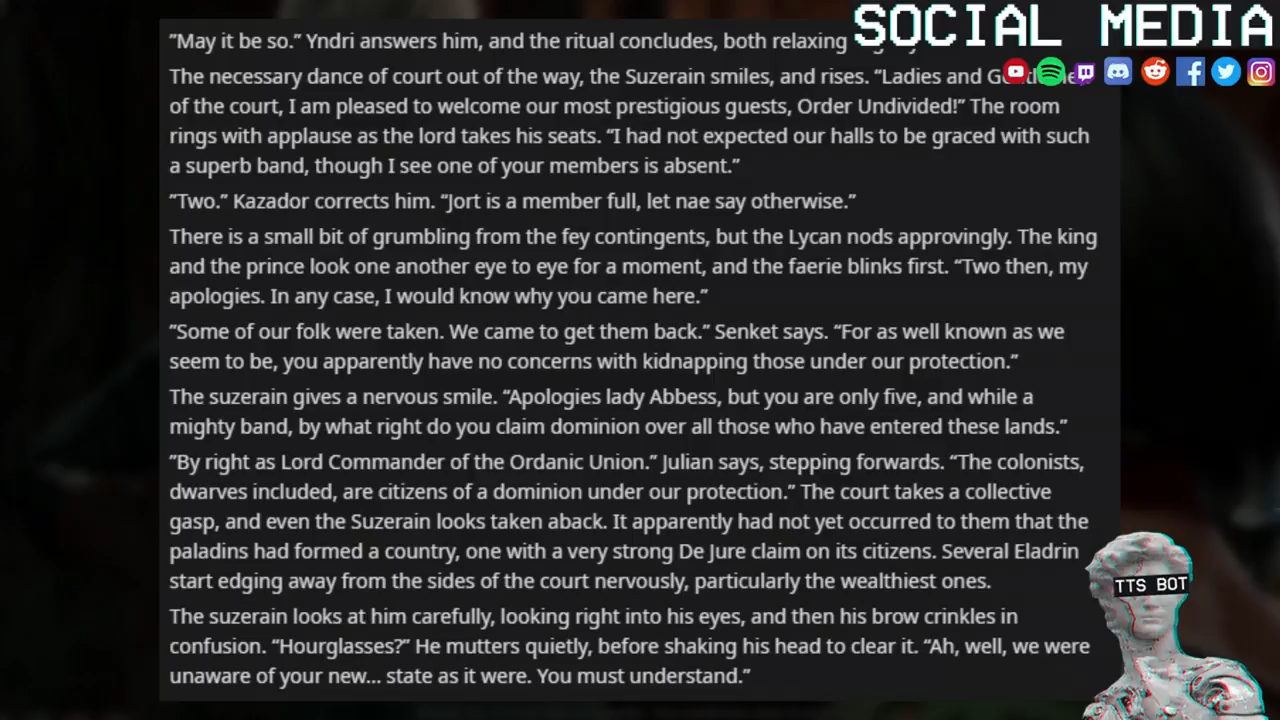 SOCIAL MEDIA
"May it be so." Yndri answers him, and the ritual concludes, both relaxing
The necessary dance of court out of the way, the Suzerain smiles, and rises. "Ladies and
of the court, I am pleased to welcome our most prestigious guests, Order Undivided!" The room
rings with applause as the lord takes his seats. "I had not expected our halls to be graced with such
a superb band, though I see one of your members is absent."
"Two." Kazador corrects him. "Jort is a member full, let nae say otherwise."
There is a small bit of grumbling from the fey contingents, but the Lycan nods approvingly. The king
and the prince look one another eye to eye for a moment, and the faerie blinks first. "Two then, my
apologies. In any case, I would know why you came here."
"Some of our folk were taken. We came to get them back." Senket says. "For as well known as we
seem to be, you apparently have no concerns with kidnapping those under our protection."
The suzerain gives a nervous smile. "Apologies lady Abbess, but you are only five, and while a
mighty band, by what right do you claim dominion over all those who have entered these lands."
"By right as Lord Commander of the Ordanic Union." Julian says, stepping forwards. "The colonists,
dwarves included, are citizens of a dominion under our protection." The court takes a collective
gasp, and even the Suzerain looks taken aback. It apparently had not yet occurred to them that the
paladins had formed a country, one with a very strong De Jure claim on its citizens. Several Eladrin
start edging away from the sides of the court nervously, particularly the wealthiest ones.
The suzerain looks at him carefully, looking right into his eyes, and then his brow crinkles in
confusion. "Hourglasses?" He mutters quietly, before shaking his head to clear it. "Ah, well, we were
unaware of your new... state as it were. You must understand."
TTS BOT